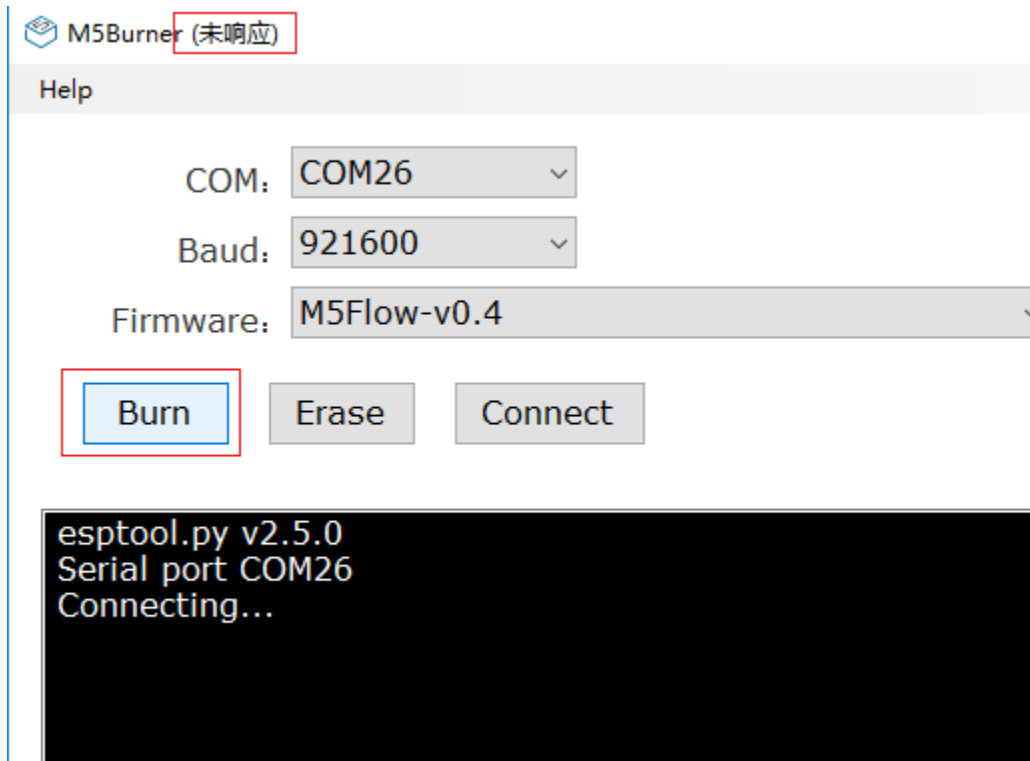 M5Burner (未响应)
Help
COM： COM26
Baud： 921600
Firmware： M5Flow-v0.4
Burn Erase Connect
esptool.py v2.5.0
Serial port COM26
Connecting...